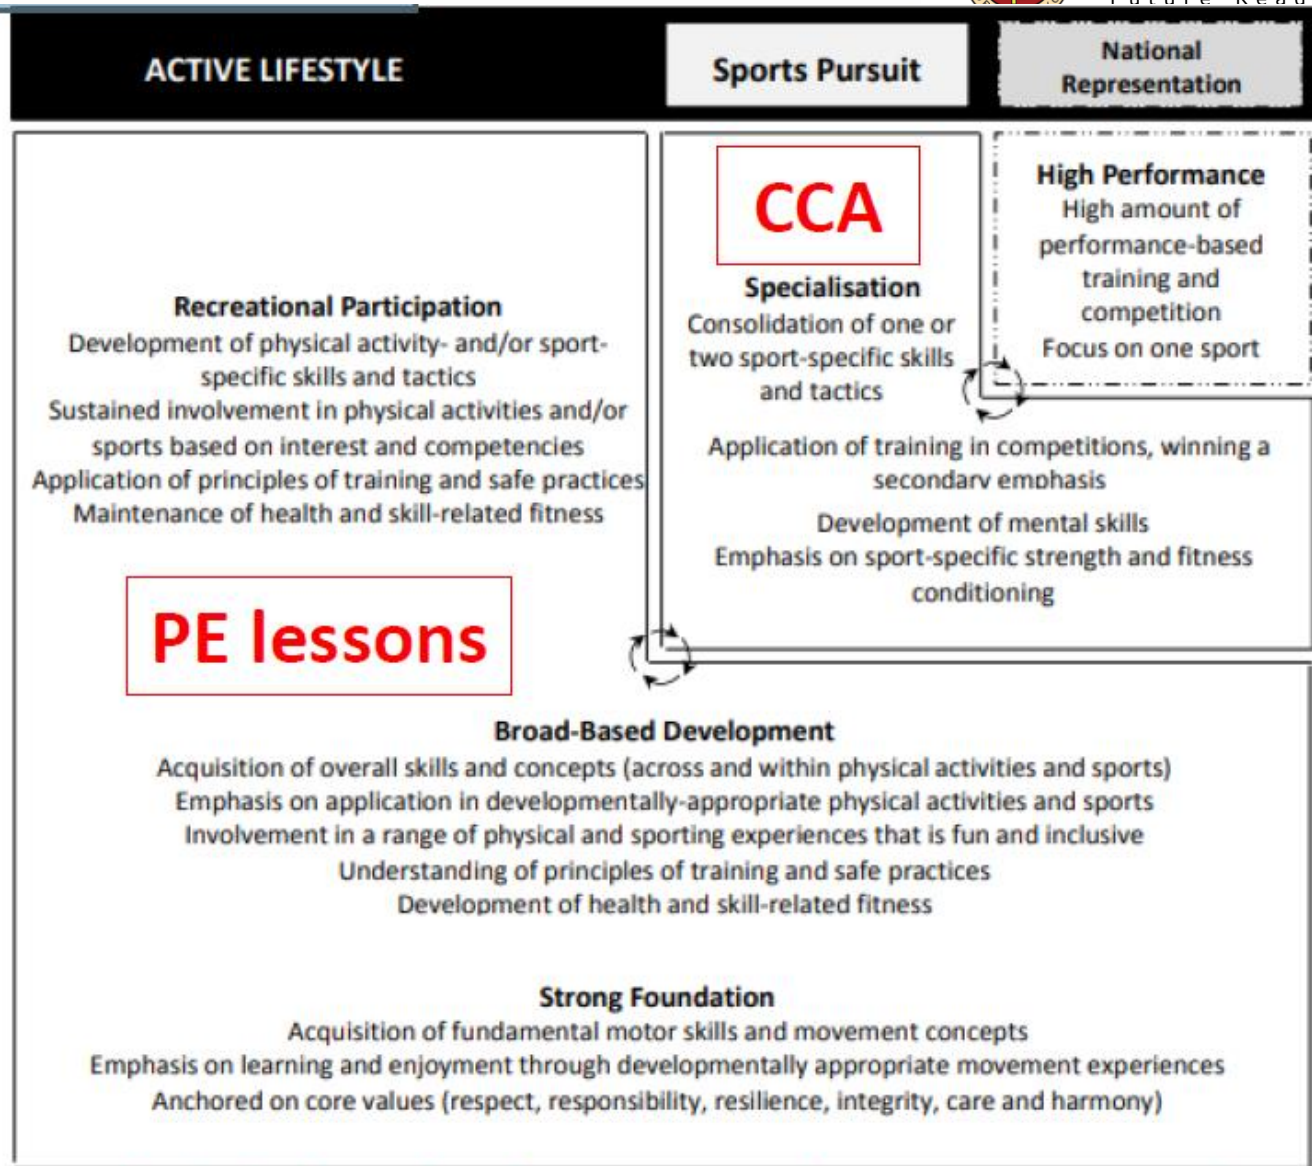 ACTIVE LIFESTYLE
Sports Pursuit
National
Representation
CCA
High Performance
High amount of
performance-based
training and
competition
Focus on one sport
Specialisation
Consolidation of one or
two sport-specific skills
and tactics
Application of training in competitions, winning a
secondary emphasis
Development of mental skills
Emphasis on sport-specific strength and fitness
conditioning
Recreational Participation
Development of physical activity- and/or sport-
specific skills and tactics
Sustained involvement in physical activities and/or
sports based on interest and competencies
Application of principles of training and safe practices
Maintenance of health and skill-related fitness
PE lessons
Broad-Based Development
Acquisition of overall skills and concepts (across and within physical activities and sports)
Emphasis on application in developmentally-appropriate physical activities and sports
Involvement in a range of physical and sporting experiences that is fun and inclusive
Understanding of principles of training and safe practices
Development of health and skill-related fitness
Strong Foundation
Acquisition of fundamental motor skills and movement concepts
Emphasis on learning and enjoyment through developmentally appropriate movement experiences
Anchored on core values (respect, responsibility, resilience, integrity, care and harmony)